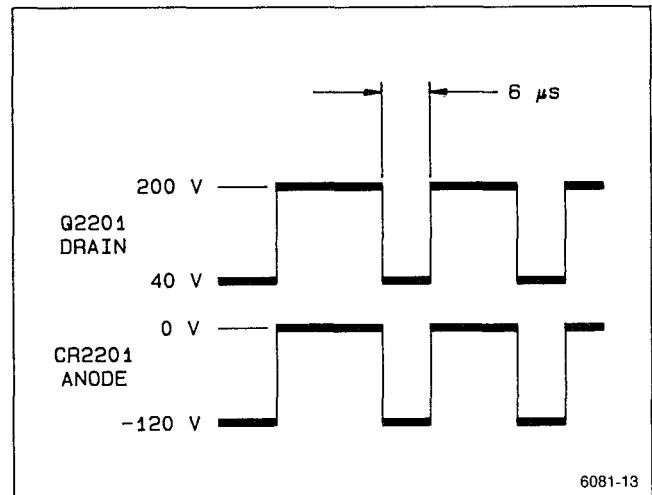 6 µs
200 V
Q2201
DRAIN
40 V
0 V
CR2201
ANODE
-120 V
6081-13